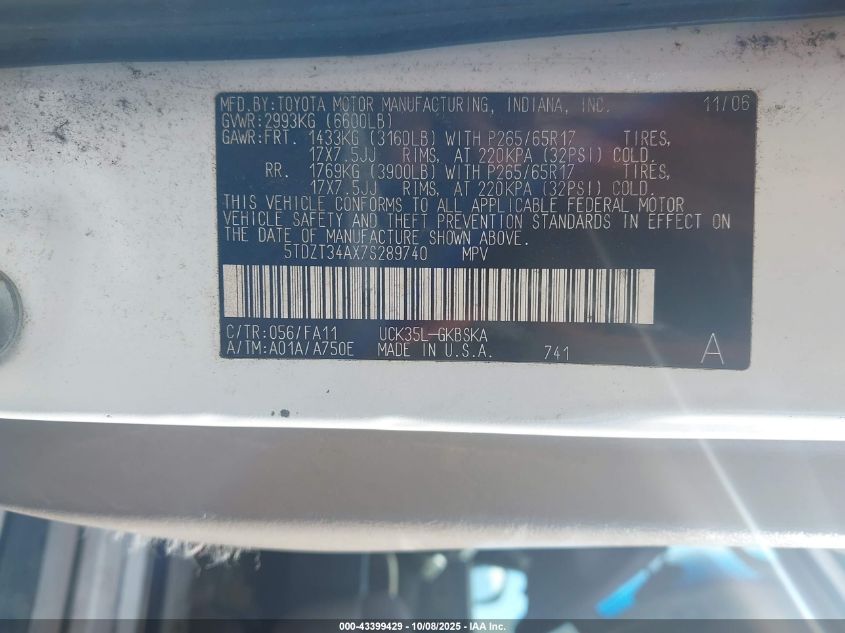 MFD. BY: TOYOTA MOTOR MANUFACTURING, INDIANA, INC. 11/06
GVWR: 2993KG (6600LB)
GAWR: FRT. 1433KG (3160LB) WITH P265/65R17 TIRES,
17X7.5JJ RIMS, AT 220KPA (32PSI) COLD.
RR. 1769KG (3900LB) WITH P265/65R17 TIRES,
17X7.5JJ RIMS, AT 220KPA (32PSI) COLD.
THIS VEHICLE CONFORMS TO ALL APPLICABLE FEDERAL MOTOR
VEHICLE SAFETY AND THEFT PREVENTION STANDARDS IN EFFECT ON
THE DATE OF MANUFACTURE SHOWN ABOVE.
5TDZT34AX7S289740 MPV
C/TR: 056/FA11 UCK35L-GKBSKA
A/TM: A01A/A750E MADE IN U.S.A. 741 A
000-43399429 | 10/08/2025 | IAA Inc.